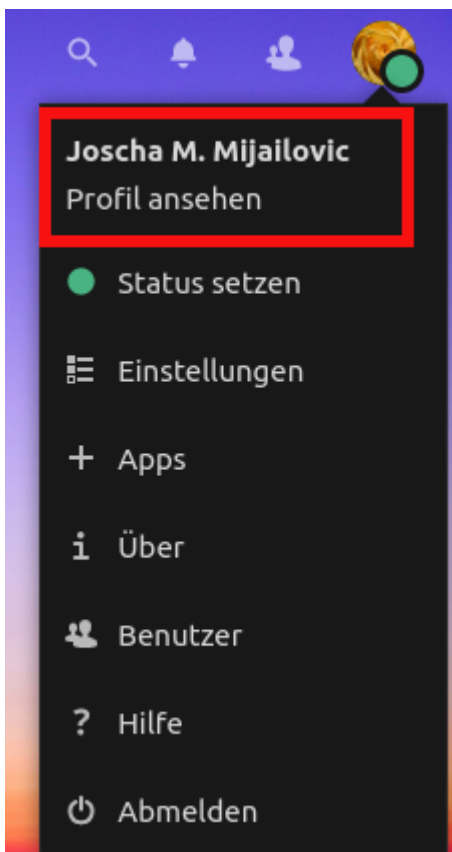 Joscha M. Mijailovic
Profil ansehen
Status setzen
Einstellungen
Apps
Über
Benutzer
Hilfe
Abmelden